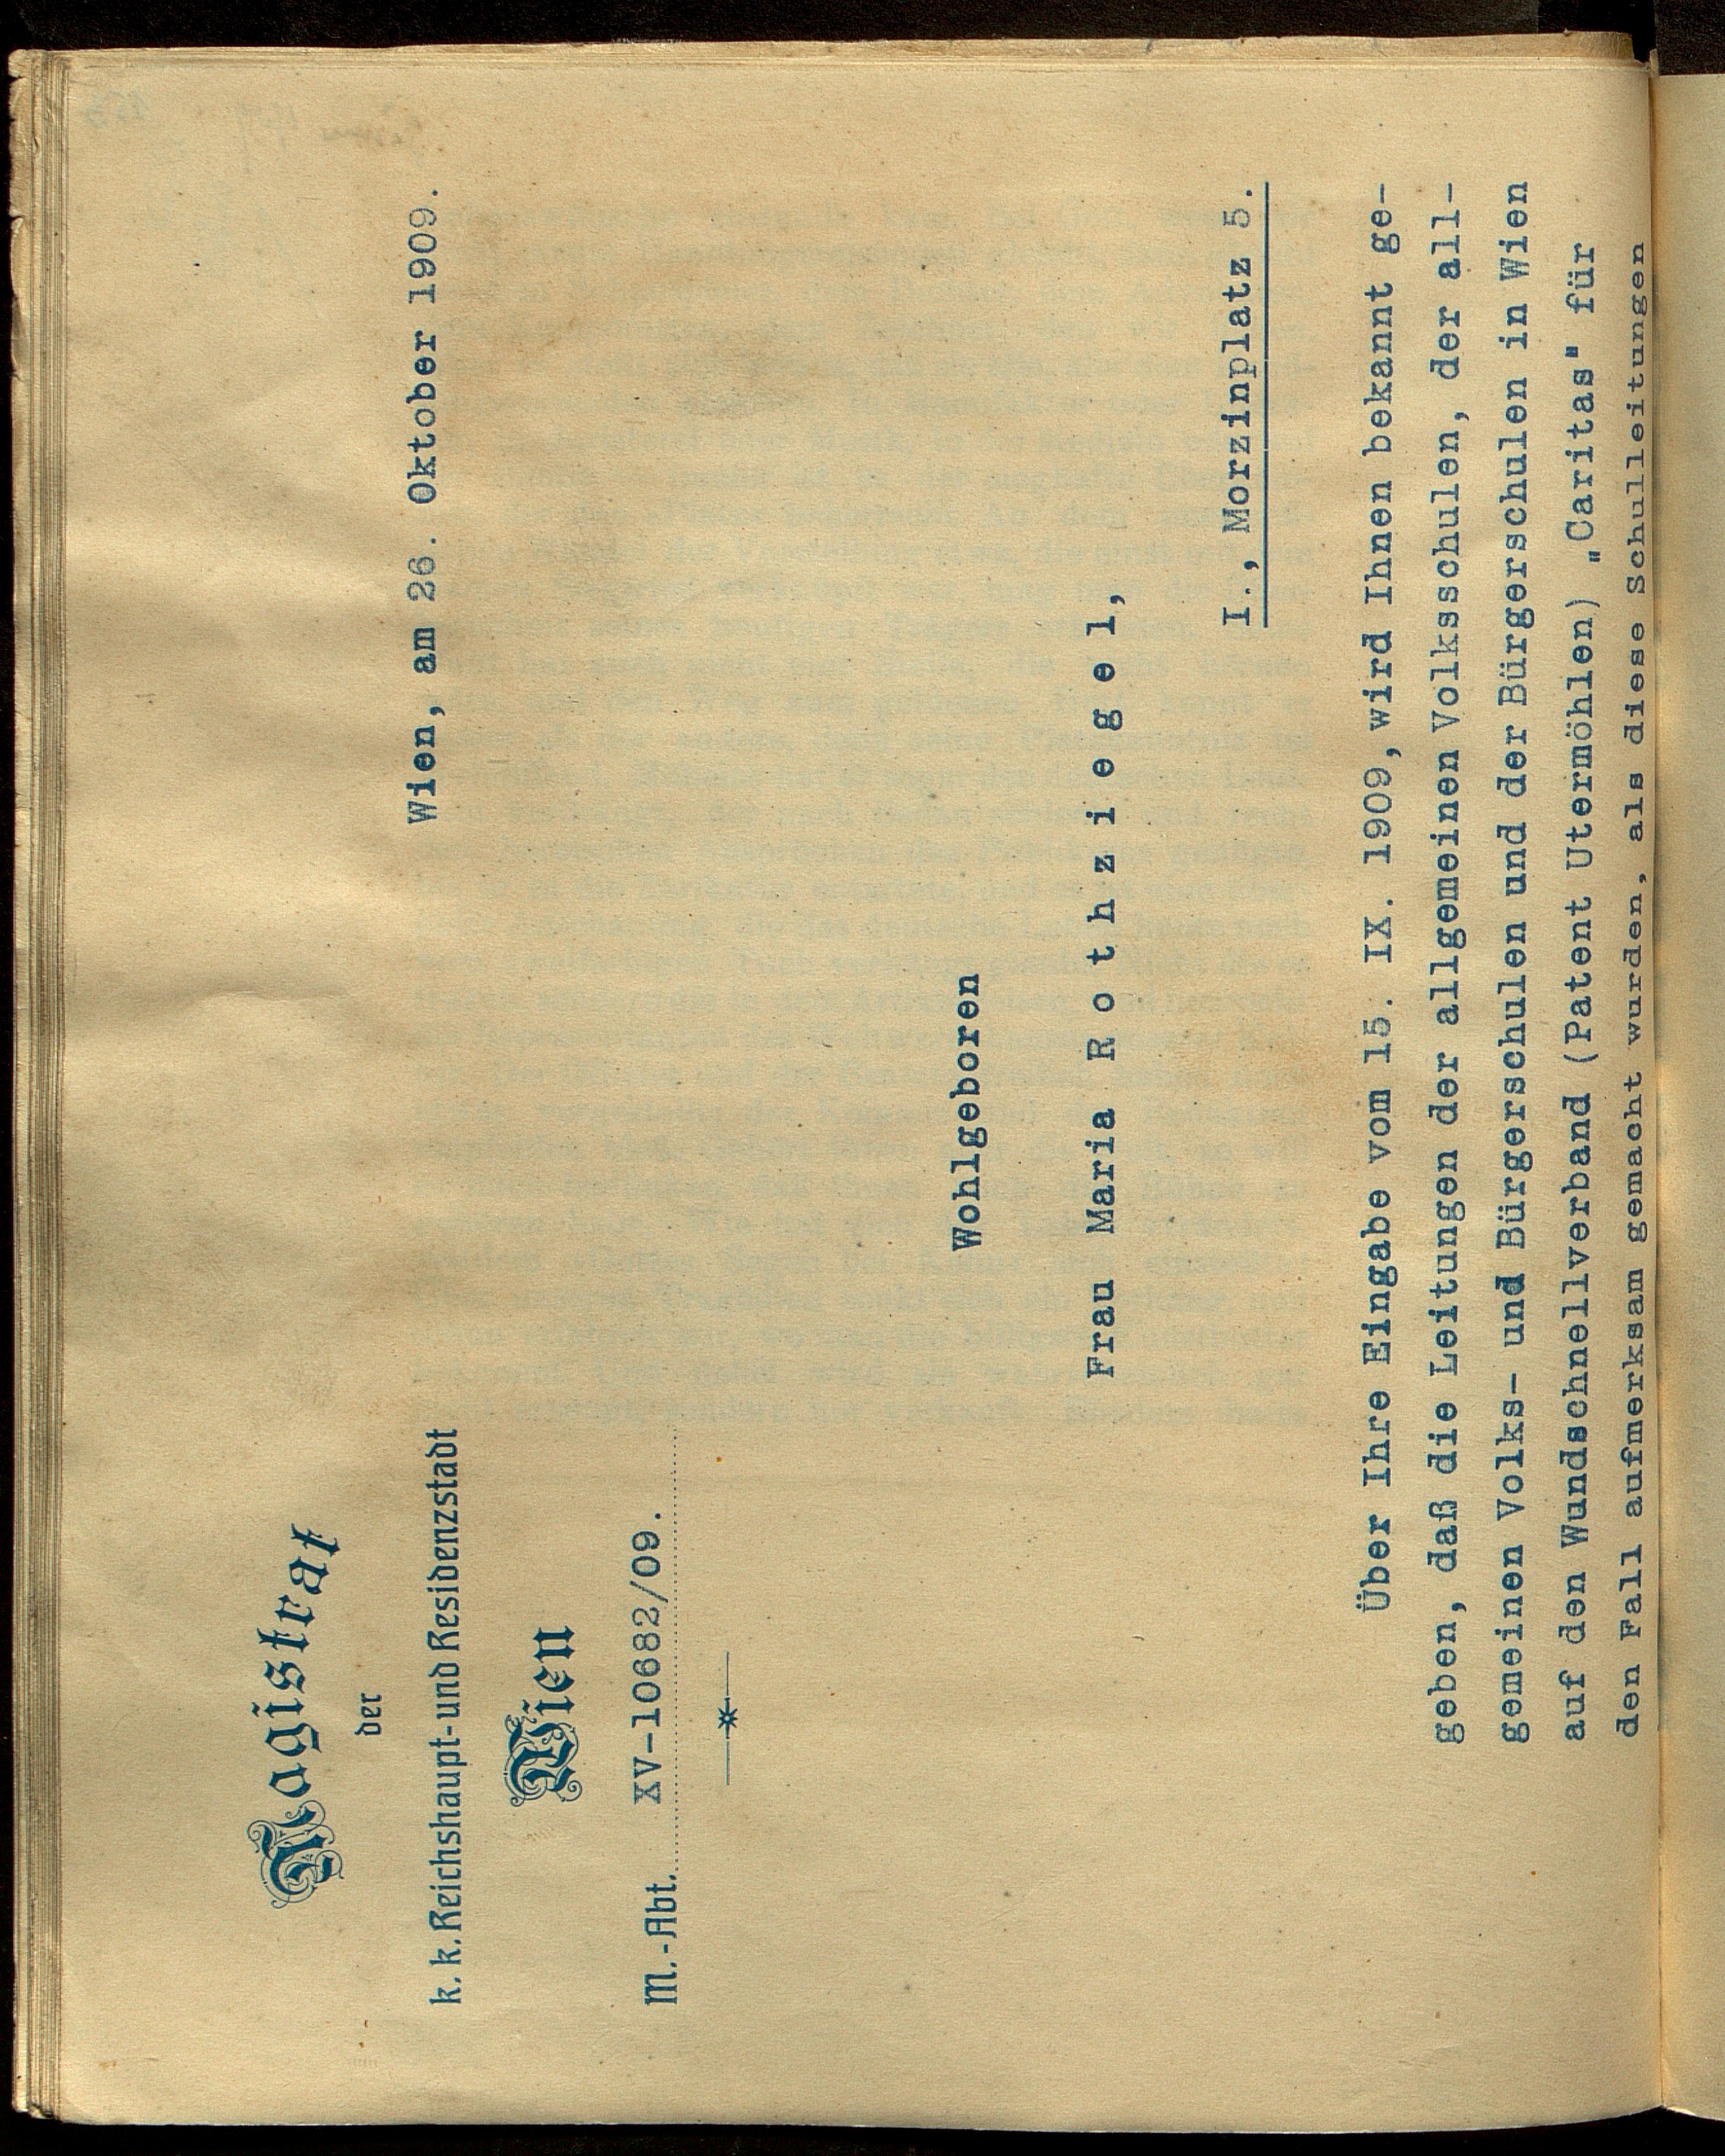 Magistrat
der
k. k. Reichshaupt- und Residenzstadt
Wien
M.-Abt. XV-10682/09.
Wien, am 26. Oktober 1909.
Wohlgeboren
Frau Maria R o t h z i e g e l ,
I., Morzinplatz 5.
Über Ihre Eingabe vom 15. IX. 1909, wird Ihnen bekannt ge-
geben, daß die Leitungen der allgemeinen Volksschulen, der all-
gemeinen Volks- und Bürgerschulen und der Bürgerschulen in Wien
auf den Wundschnellverband (Patent Utermöhlen) „Caritas" für
den Fall aufmerksam gemacht wurden, als diese Schulleitungen